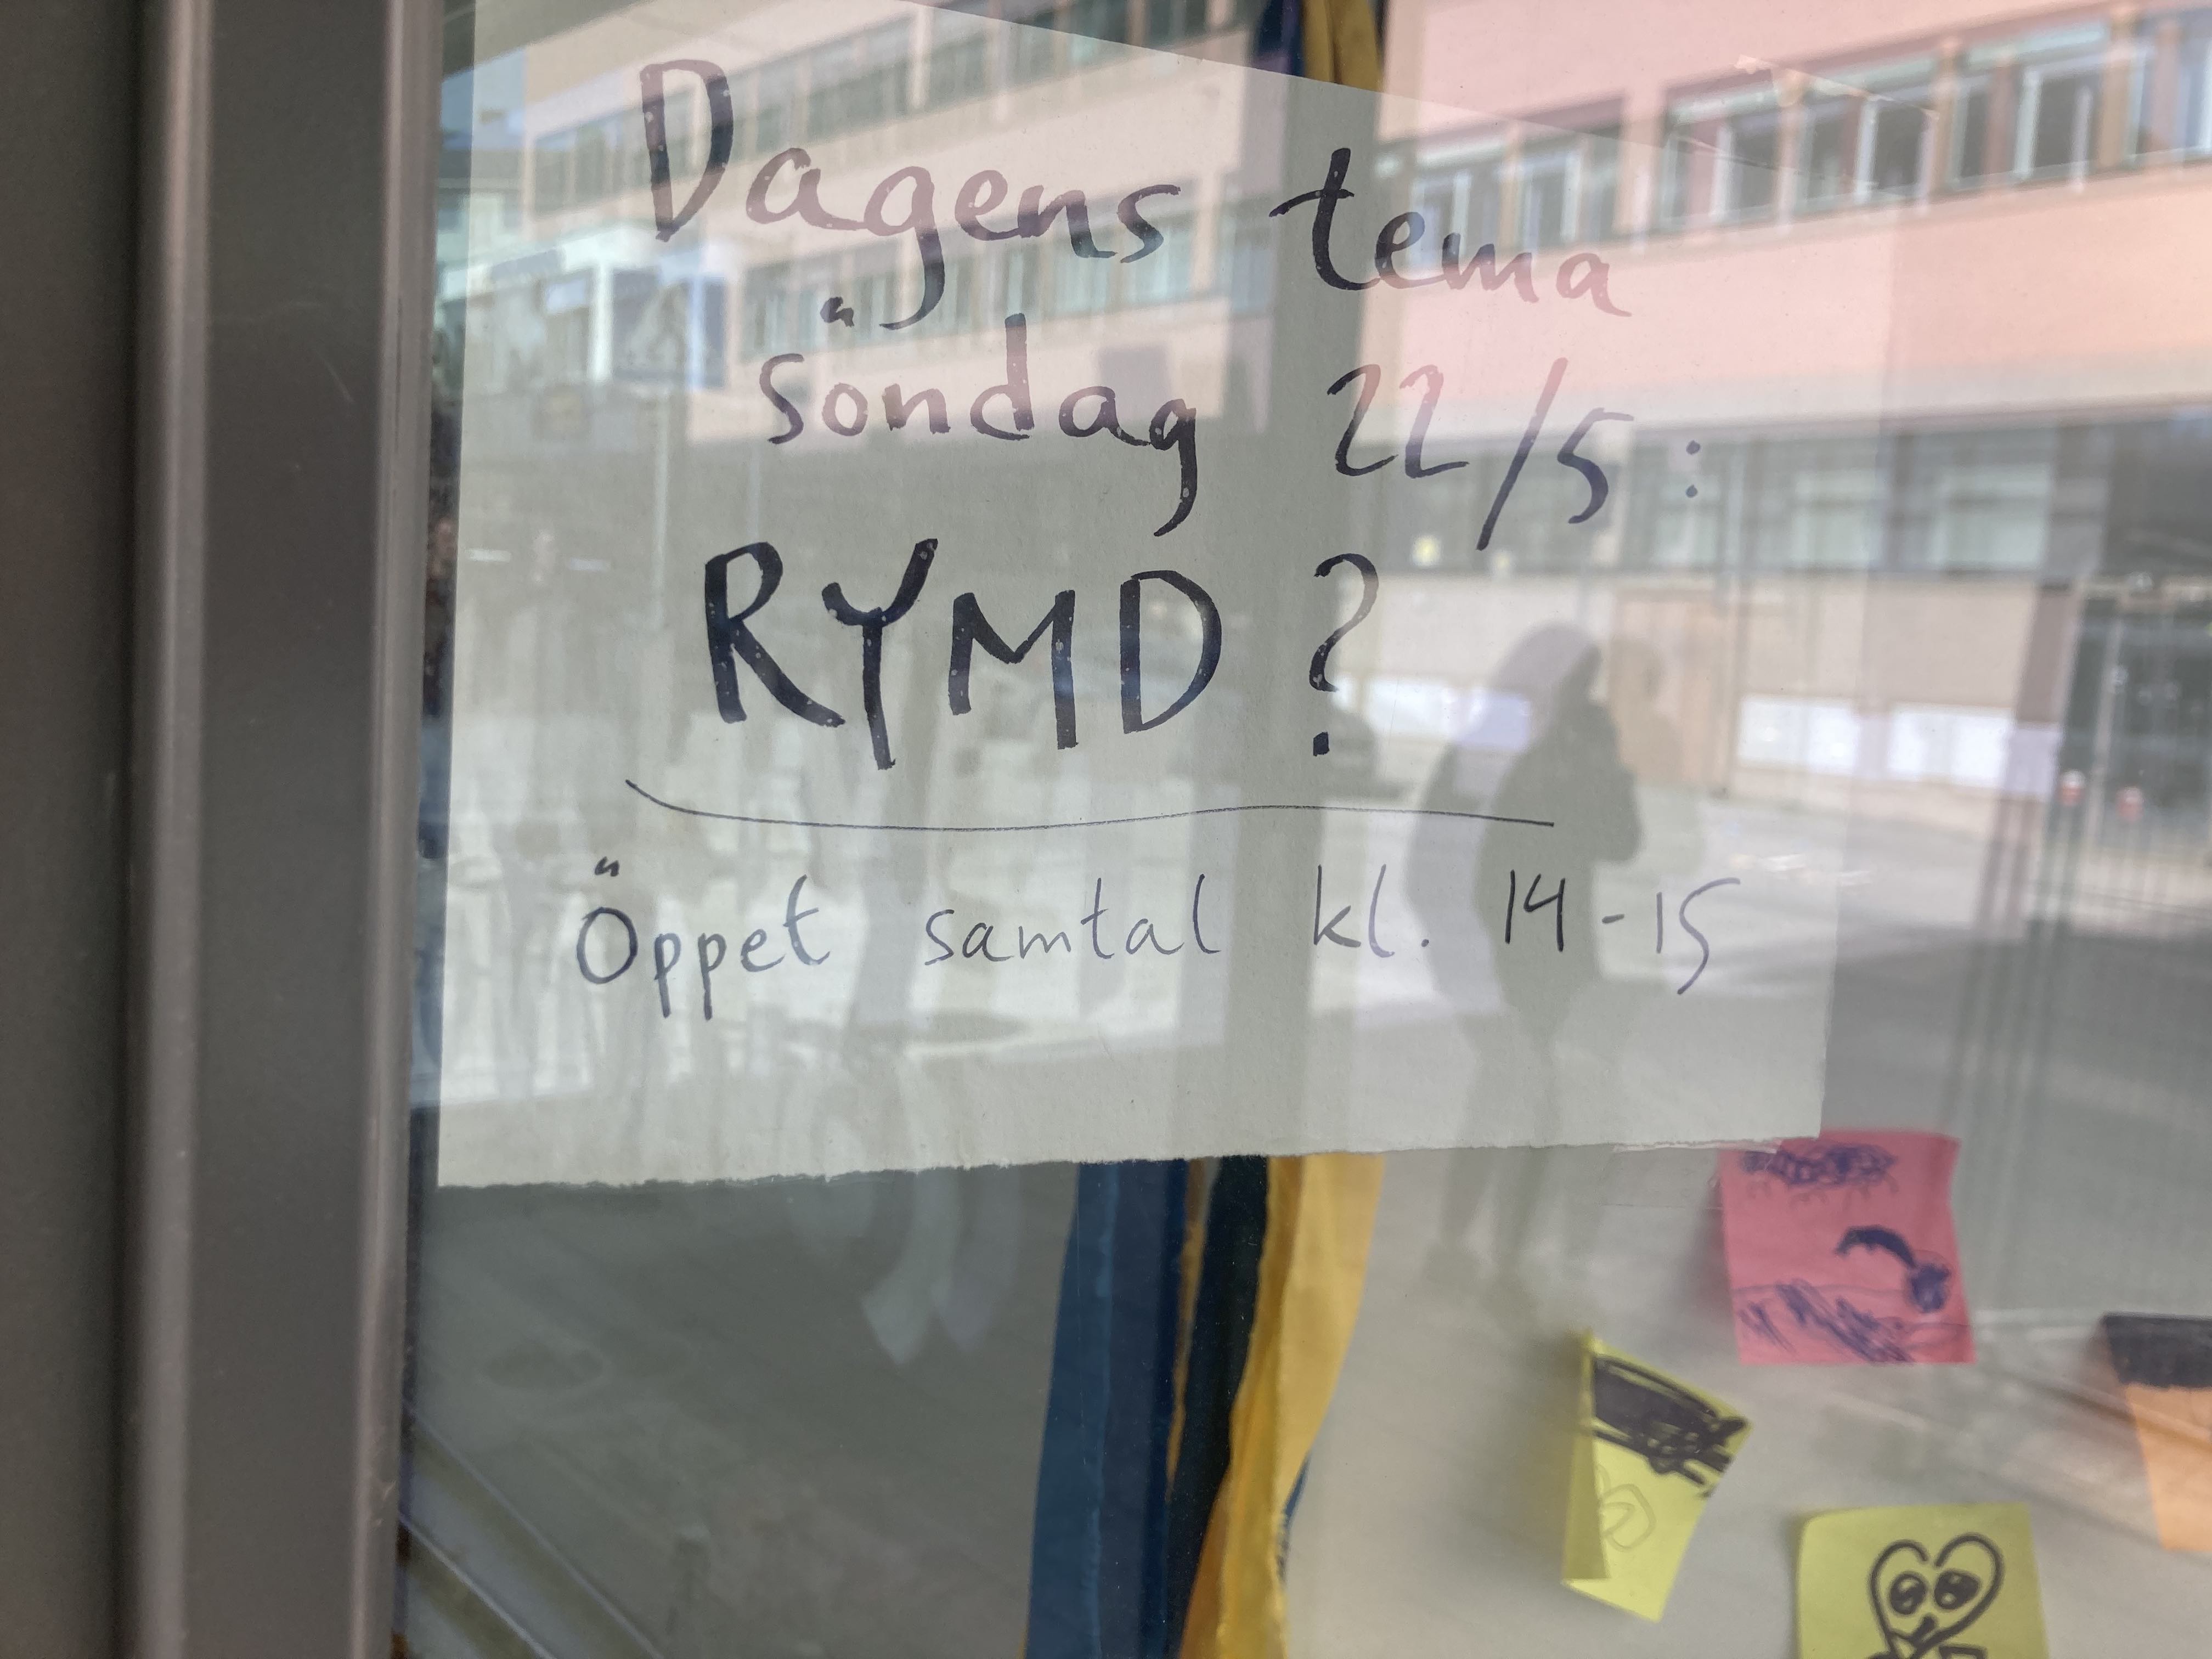 Dagens tema
söndag 22/5:
RYMD?
Öppet samtal kl. 14-15